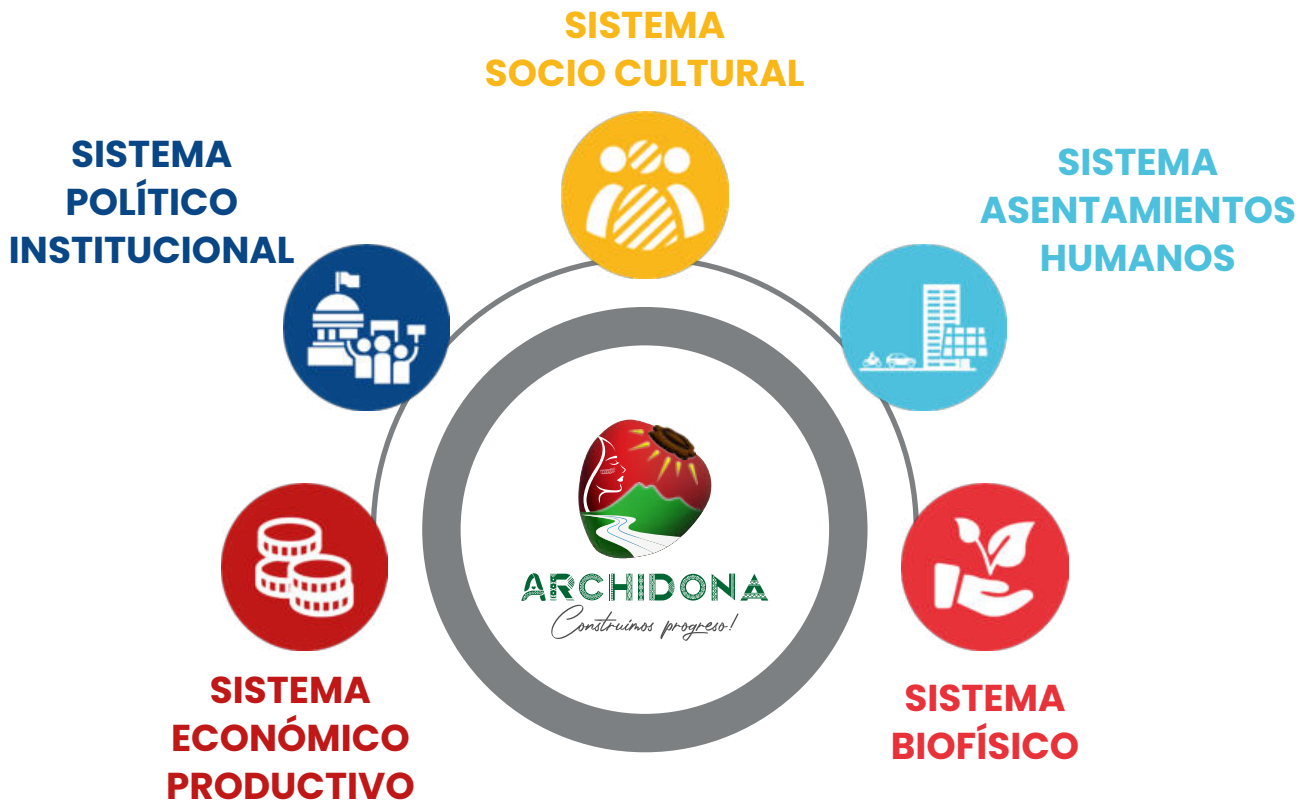 SISTEMA
SOCIO CULTURAL
SISTEMA
POLÍTICO
INSTITUCIONAL
SISTEMA
ASENTAMIENTOS
HUMANOS
ARCHIDONA
Construimos progreso!
SISTEMA
ECONÓMICO
PRODUCTIVO
SISTEMA
BIOFÍSICO